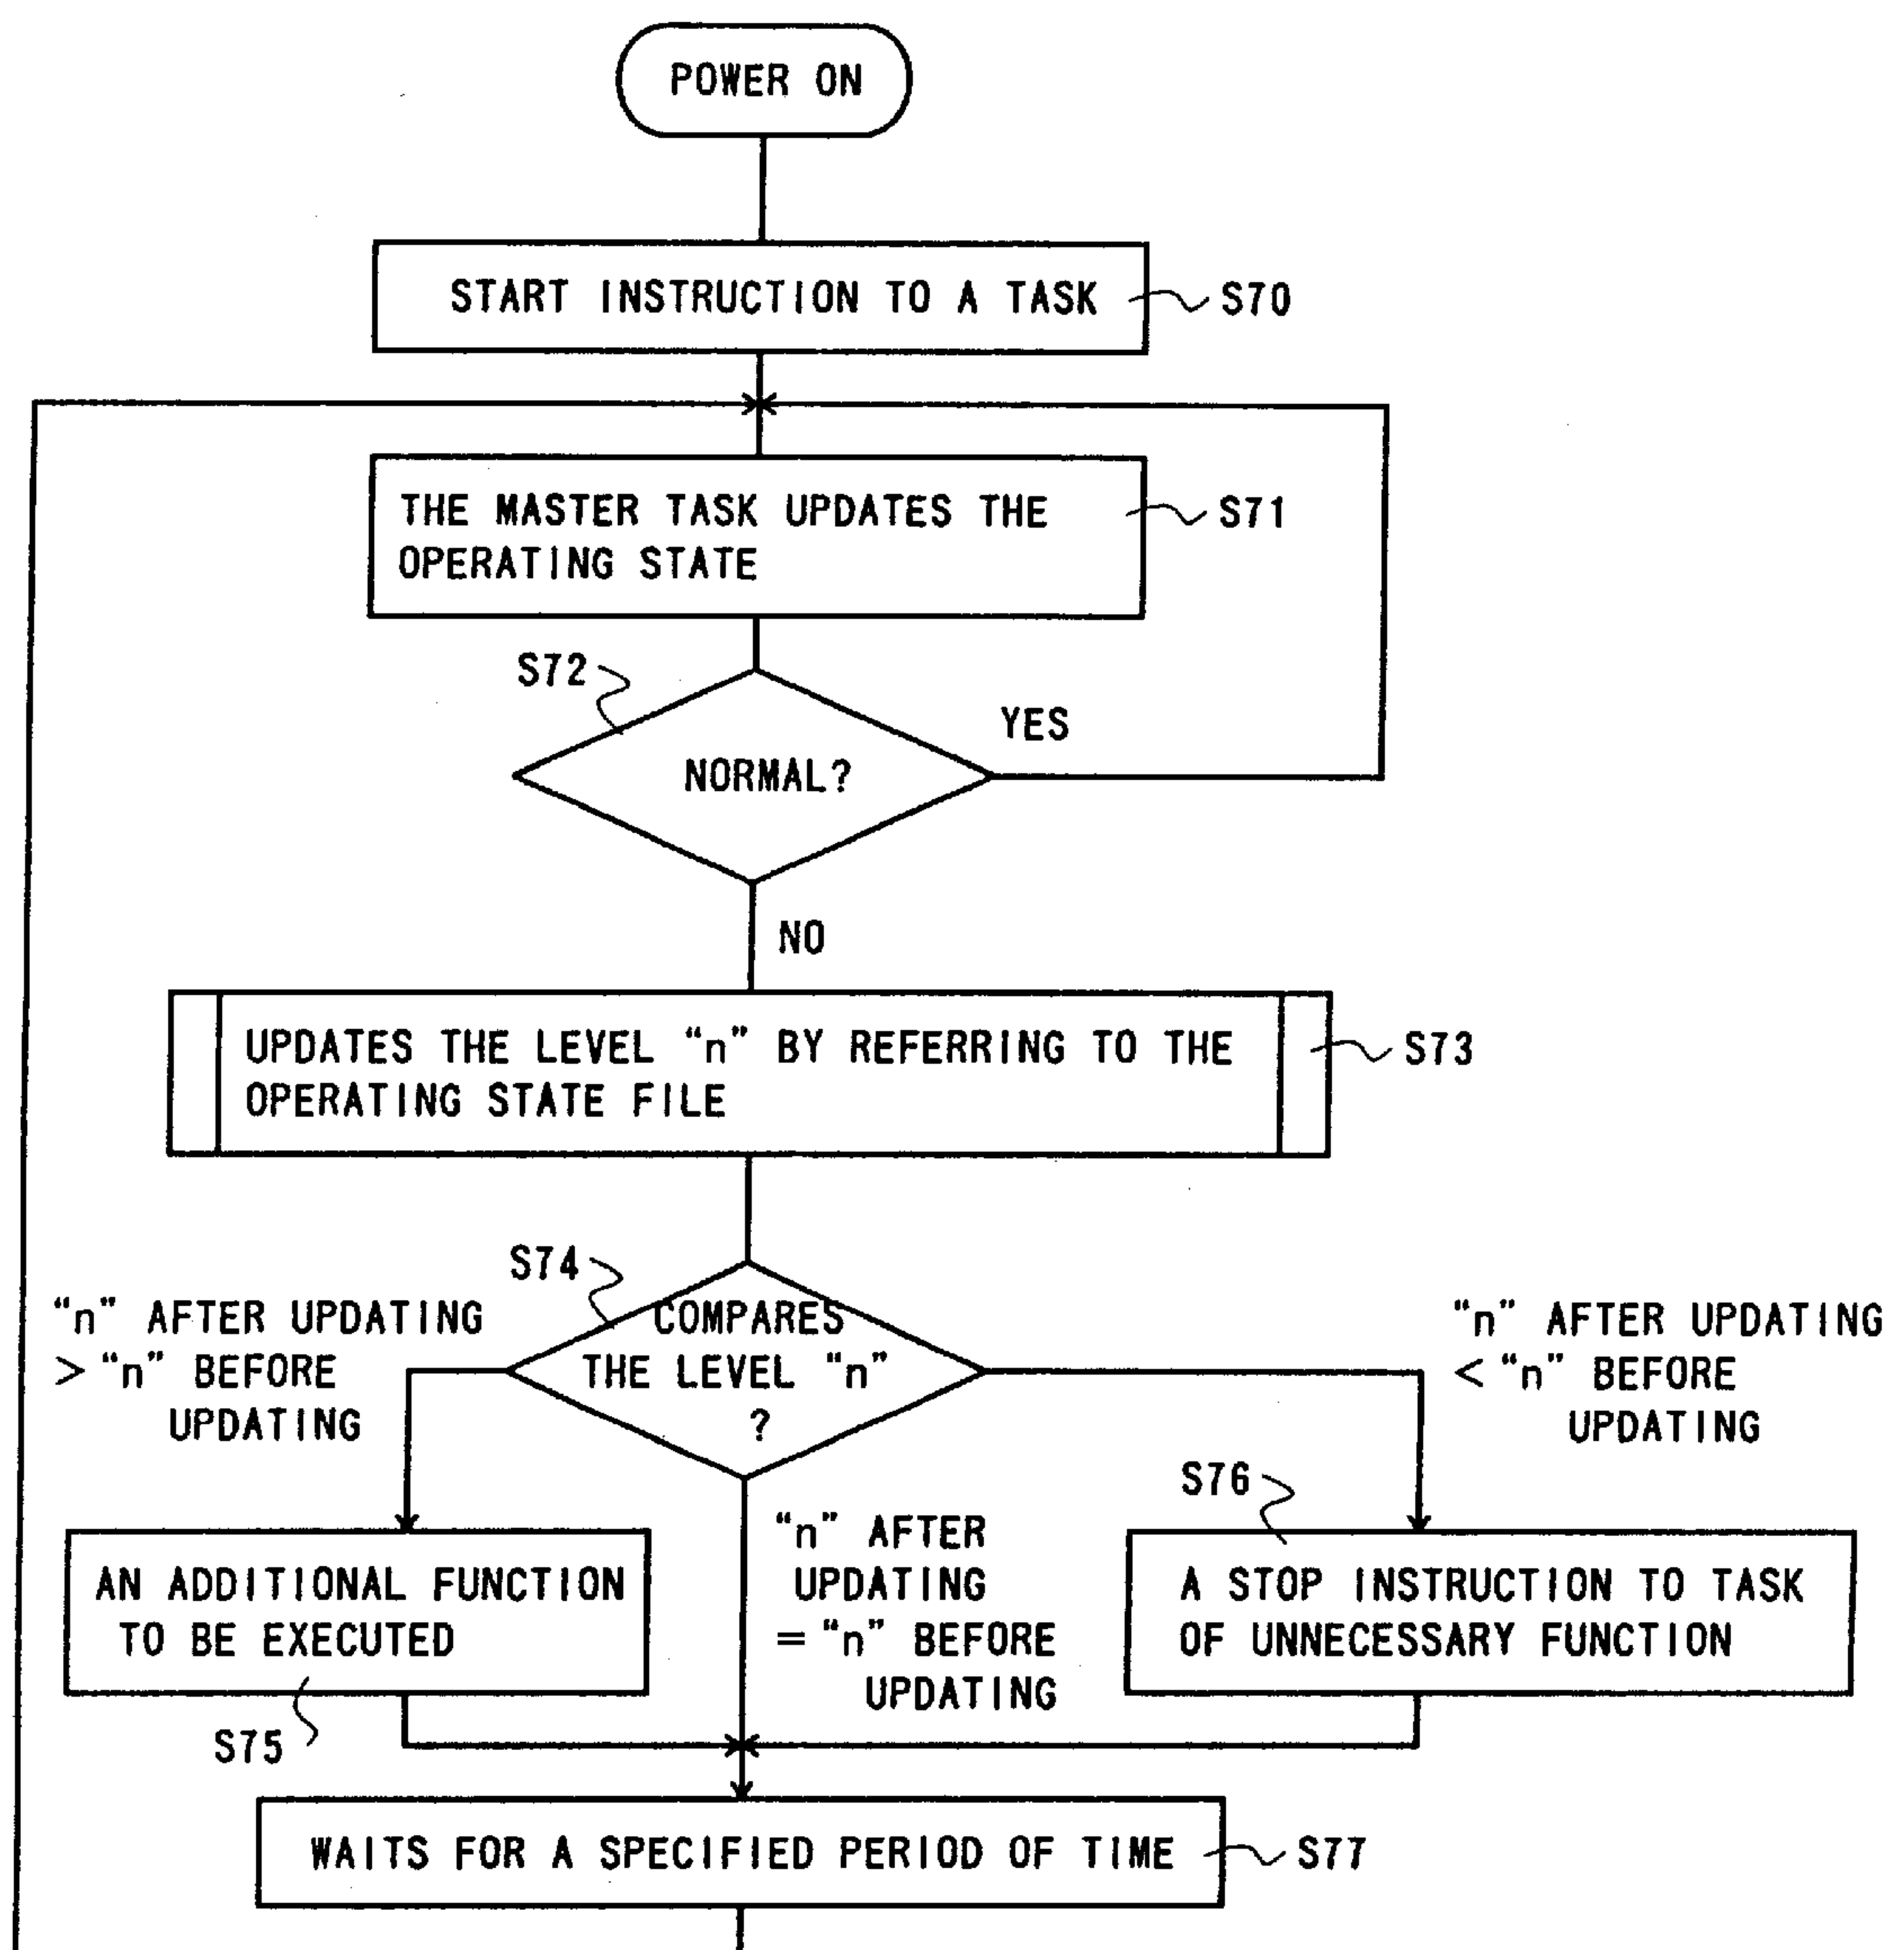 POWER ON
START INSTRUCTION TO A TASK
S70
THE MASTER TASK UPDATES THE
OPERATING STATE
S71
S72
NORMAL?
YES
NO
UPDATES THE LEVEL “n” BY REFERRING TO THE
OPERATING STATE FILE
S73
S74
COMPARES
THE LEVEL “n”
?
“n” AFTER UPDATING
> “n” BEFORE
UPDATING
“n” AFTER UPDATING
< “n” BEFORE
UPDATING
“n” AFTER
UPDATING
= “n” BEFORE
UPDATING
AN ADDITIONAL FUNCTION
TO BE EXECUTED
S75
S76
A STOP INSTRUCTION TO TASK
OF UNNECESSARY FUNCTION
WAITS FOR A SPECIFIED PERIOD OF TIME
S77